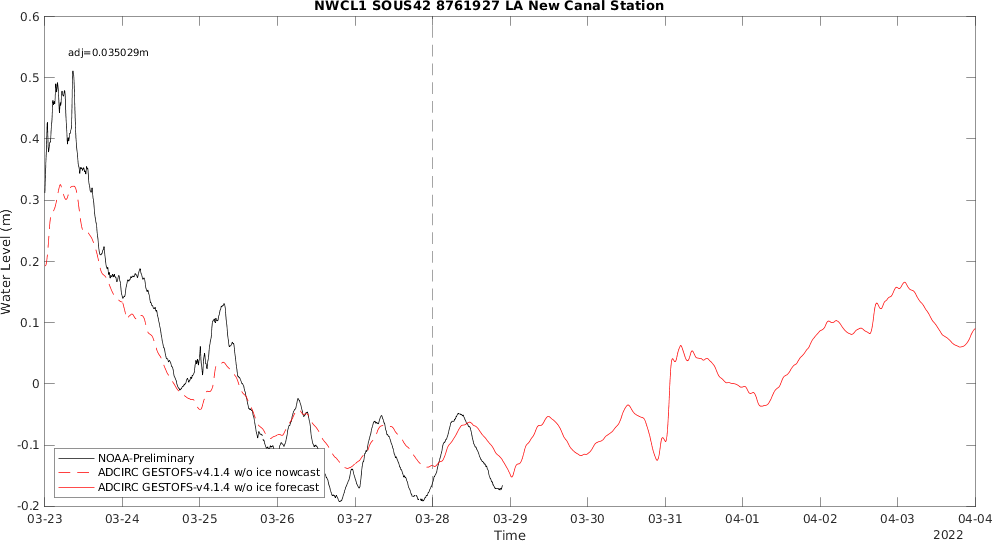 NWCL1 SOUS42 8761927 LA New Canal Station
adj=0.035029m
0.6
0.5
0.4
0.3
0.2
0.1
0
-0.1
-0.2
Water Level (m)
NOAA-Preliminary
ADCIRC GESTOFS-v4.1.4 w/o ice nowcast
ADCIRC GESTOFS-v4.1.4 w/o ice forecast
03-23 03-24 03-25 03-26 03-27 03-28 03-29 03-30 03-31 04-01 04-02 04-03 04-04
Time
2022